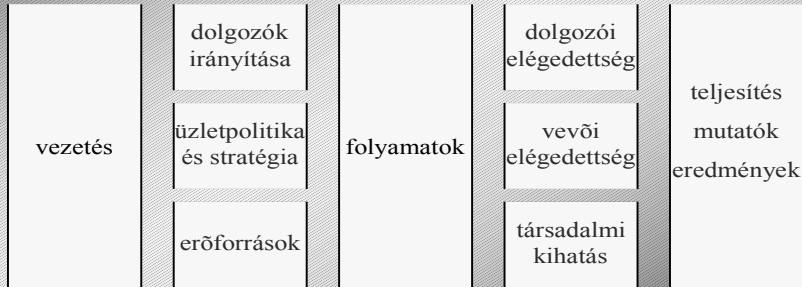 vezetés
dolgozók
irányítása
üzletpolitika
és stratégia
erõforrások
folyamatok
dolgozói
elégedettség
vevõi
elégedettség
társadalmi
kihatás
teljesítés
mutatók
eredmények